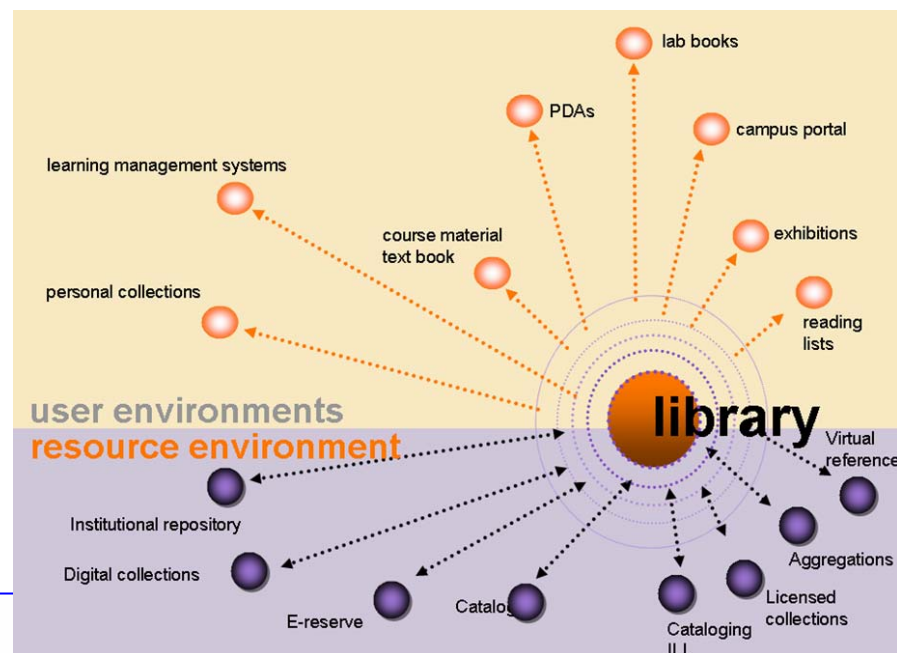 lab books
PDAs
campus portal
learning management systems
course material
text book
exhibitions
personal collections
reading
lists
user environments
library
resource environment
Virtual
reference
Institutional repository
Aggregations
Digital collections
Licensed
collections
E-reserve
Cataloging